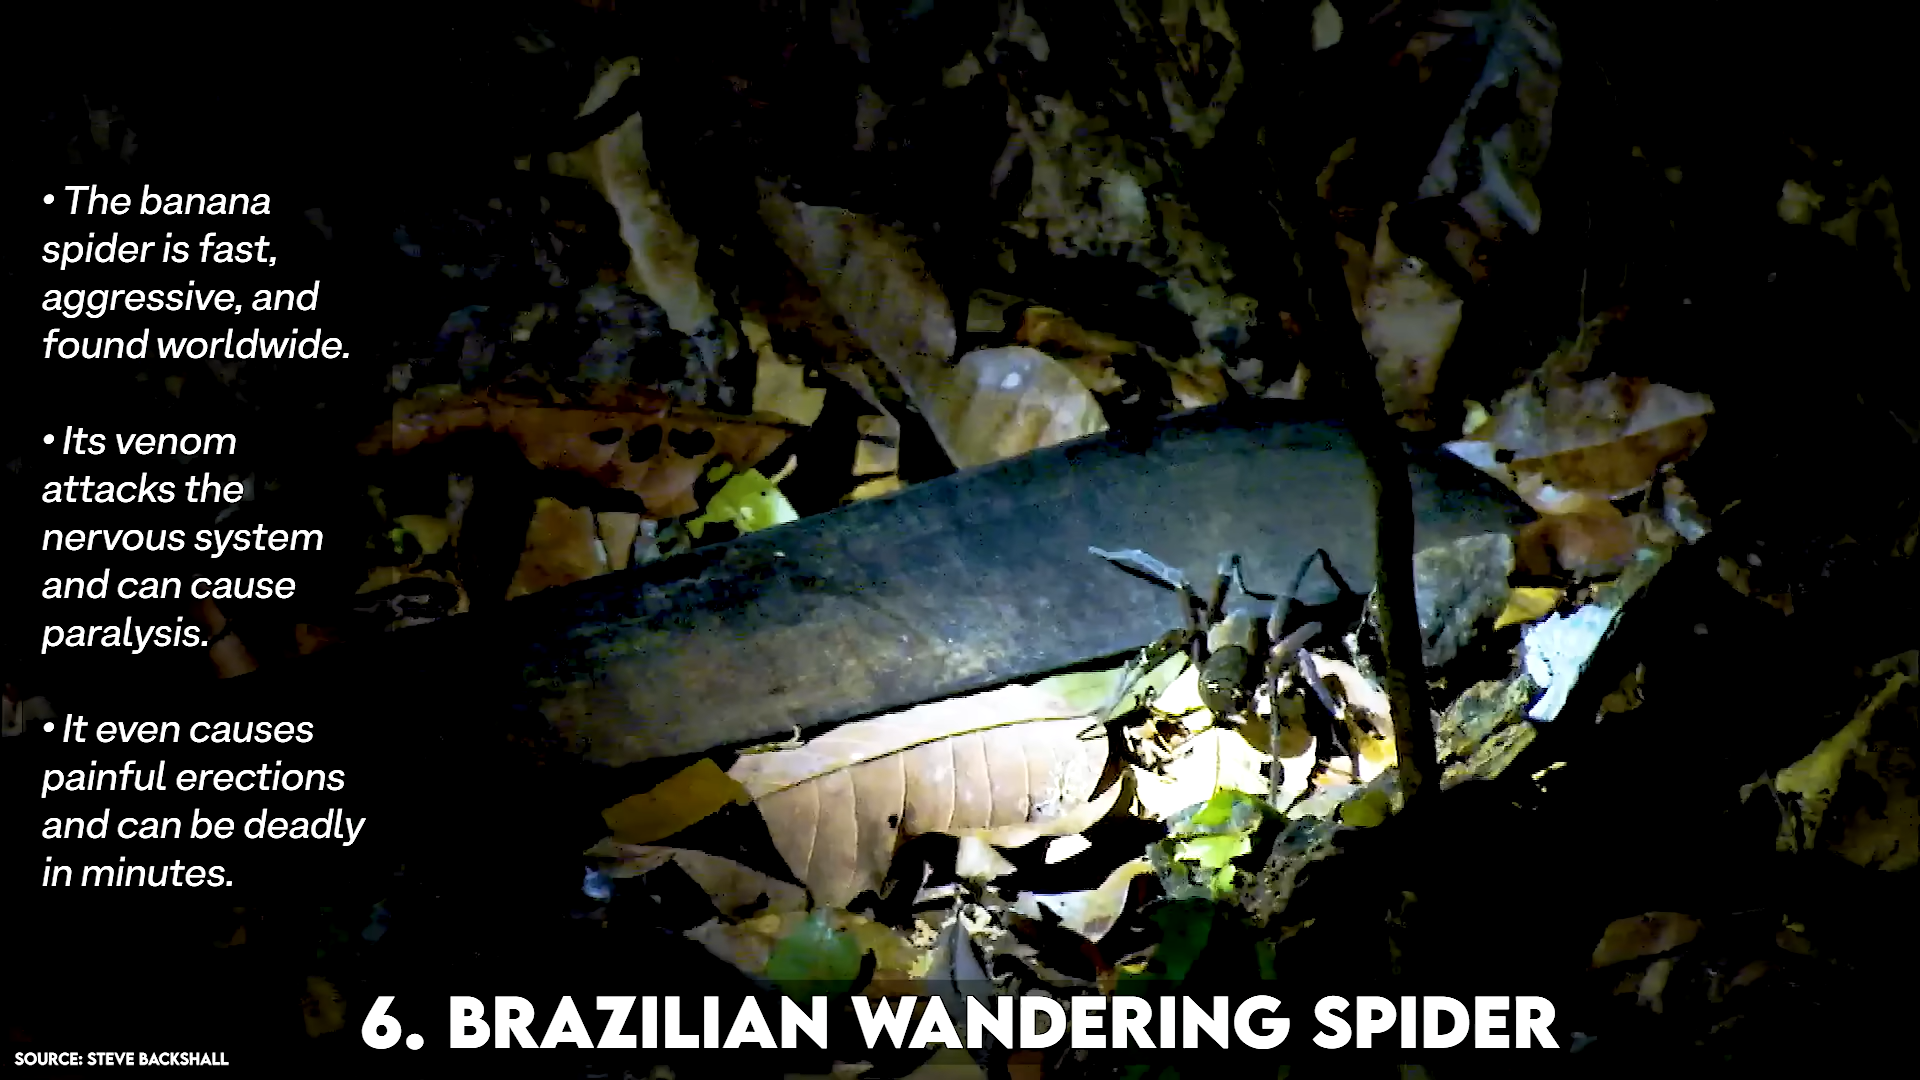 • The banana
spider is fast,
aggressive, and
found worldwide.
• Its venom
attacks the
nervous system
and can cause
paralysis.
• It even causes
painful erections
and can be deadly
in minutes.
6. BRAZILIAN WANDERING SPIDER
SOURCE: STEVE BACKSHALL